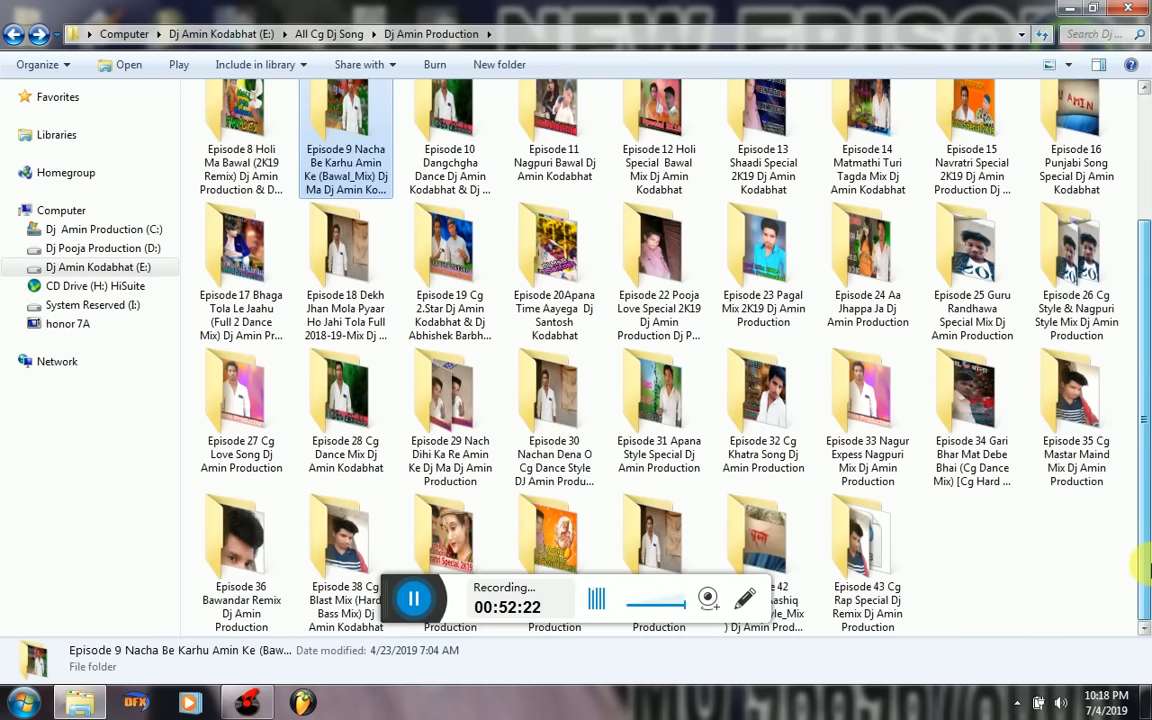 Computer ▸ Dj Amin Kodabhat (E:) ▸ All Cg Dj Song ▸ Dj Amin Production ▸
Search Dj ...
Organize Open Play Include in library Share with Burn New folder
Favorites
Libraries
Homegroup
Computer
Dj  Amin Production (C:)
Dj Pooja Production (D:)
Dj Amin Kodabhat (E:)
CD Drive (H:) HiSuite
System Reserved (I:)
honor 7A
Network
Episode 8 Holi
Ma Bawal (2K19
Remix) Dj Amin
Production & D...
Episode 9 Nacha
Be Karhu Amin
Ke (Bawal_Mix) Dj
Ma Dj Amin Ko...
Episode 10
Dangchgha
Dance Mix Dj
Amin
Kodabhat & Dj ...
Episode 11
Nagpuri Bawal Dj
Amin Kodabhat
Episode 12 Holi
Special  Bawal
Mix Dj Amin
Kodabhat
Episode 13
Shaadi Special
2K19 Dj Amin
Kodabhat
Episode 14
Matmathi Turi
Tagda Mix Dj
Amin Kodabhat
Episode 15
Navratri Special
2K19 Dj Amin
Production Dj ...
Episode 16
Punjabi Song
Special Dj Amin
Kodabhat
Episode 17 Bhaga
Tola Le Jaahu
(Full 2 Dance
Mix) Dj Amin Pr...
Episode 18 Dekh
Jhan Mola Pyaar
Ho Jahi Tola Full
2018-19-Mix Dj ...
Episode 19 Cg
2.Star Dj Amin
Kodabhat & Dj
Abhishek Barbh...
Episode 20Apana
Time Aayega  Dj
Santosh
Kodabhat
Episode 22 Pooja
Love Special 2K19
Dj Amin
Production Dj P...
Episode 23 Pagal
Mix 2K19 Dj Amin
Production
Episode 24 Aa
Jhappa Ja Dj
Amin Production
Episode 25 Guru
Randhawa
Special Mix Dj
Amin Production
Episode 26 Cg
Style & Nagpuri
Style Mix Dj Amin
Production
Episode 27 Cg
Love Song Dj
Amin Production
Episode 28 Cg
Dance Mix Dj
Amin Kodabhat
Episode 29 Nach
Dihi Ka Re Amin
Ke Dj Ma Dj Amin
Production
Episode 30
Nachan Dena O
Cg Dance Style
DJ Amin Produ...
Episode 31 Apana
Style Special Dj
Amin Production
Episode 32 Cg
Khatra Song Dj
Amin Production
Episode 33 Nagur
Expess Nagpuri
Mix Dj Amin
Production
Episode 34 Gari
Bhar Mat Debe
Bhai (Cg Dance
Mix) [Cg Hard ...
Episode 35 Cg
Mastar Maind
Mix Dj Amin
Production
Episode 36
Bawandar Remix
Dj Amin
Production
Episode 38 Cg
Blast Mix (Hard
Bass Mix) Dj
Amin Kodabhat
Production
Production
Production
42
Aashiq
) Dj Amin Prod...
Episode 43 Cg
Rap Special Dj
Remix Dj Amin
Production
Recording...
00:52:22
Episode 9 Nacha Be Karhu Amin Ke (Baw... Date modified: 4/23/2019 7:04 AM
File folder
DFX
10:18 PM
7/4/2019